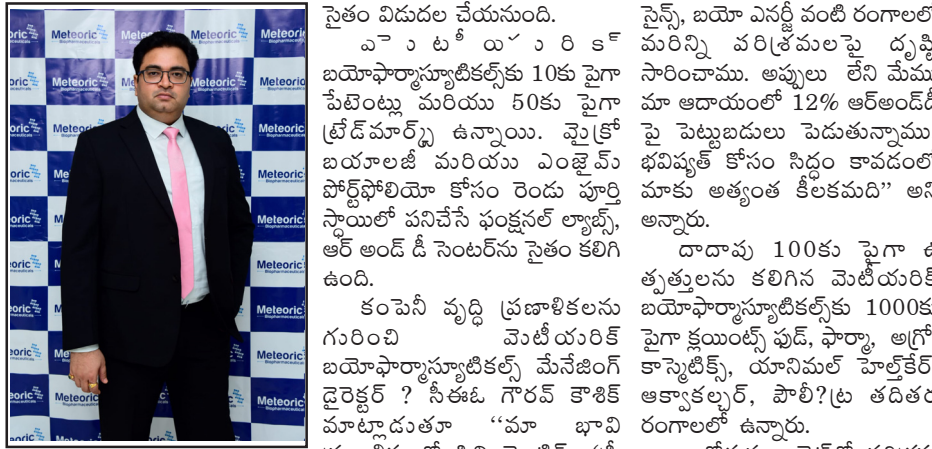 Meteoric
Biopharmaceuticals
సైతం విడుదల చేయనుంది.
బయోఫార్మాస్యూటికల్స్‌కు 10కు పైగా
పేటెంట్లు మరియు 50కు పైగా
ట్రేడ్‌మార్క్స్ ఉన్నాయి. మైక్రో
బయాలజీ మరియు ఎంజైమ్
పోర్ట్‌ఫోలియో కోసం రెండు పూర్తి
స్థాయిలో పనిచేసే ఫంక్షనల్ ల్యాబ్స్,
ఆర్ అండ్ డీ సెంటర్‌ను సైతం కలిగి
ఉంది.
కంపెనీ వృద్ధి ప్రణాళికలను
గురించి మెటీయరిక్
బయోఫార్మాస్యూటికల్స్ మేనేజింగ్
డైరెక్టర్ ? సీఈఓ గౌరవ్ కౌశిక్
మాట్లాడుతూ ‘‘మా భావి
సైన్స్, బయో ఎనర్జీ వంటి రంగాలలో
మరిన్ని పరిశ్రమలపై దృష్టి
సారించాము. అప్పులు లేని మేము
మా ఆదాయంలో 12% ఆర్‌అండ్‌డీ
పై పెట్టుబడులు పెడుతున్నాము
భవిష్యత్ కోసం సిద్ధం కావడంలో
మాకు అత్యంత కీలకమది’’ అని
అన్నారు.
దాదావు 100కు పైగా ఉ
త్పత్తులను కలిగిన మెటీయరిక్
బయోఫార్మాస్యూటికల్స్‌కు 1000కు
పైగా క్లయింట్స్ ఫుడ్, ఫార్మా, అగ్రో
కాస్మెటిక్స్, యానిమల్ హెల్త్‌కేర్
ఆక్వాకల్చర్, పౌలీ?ట్ర తదితర
రంగాలలో ఉన్నారు.